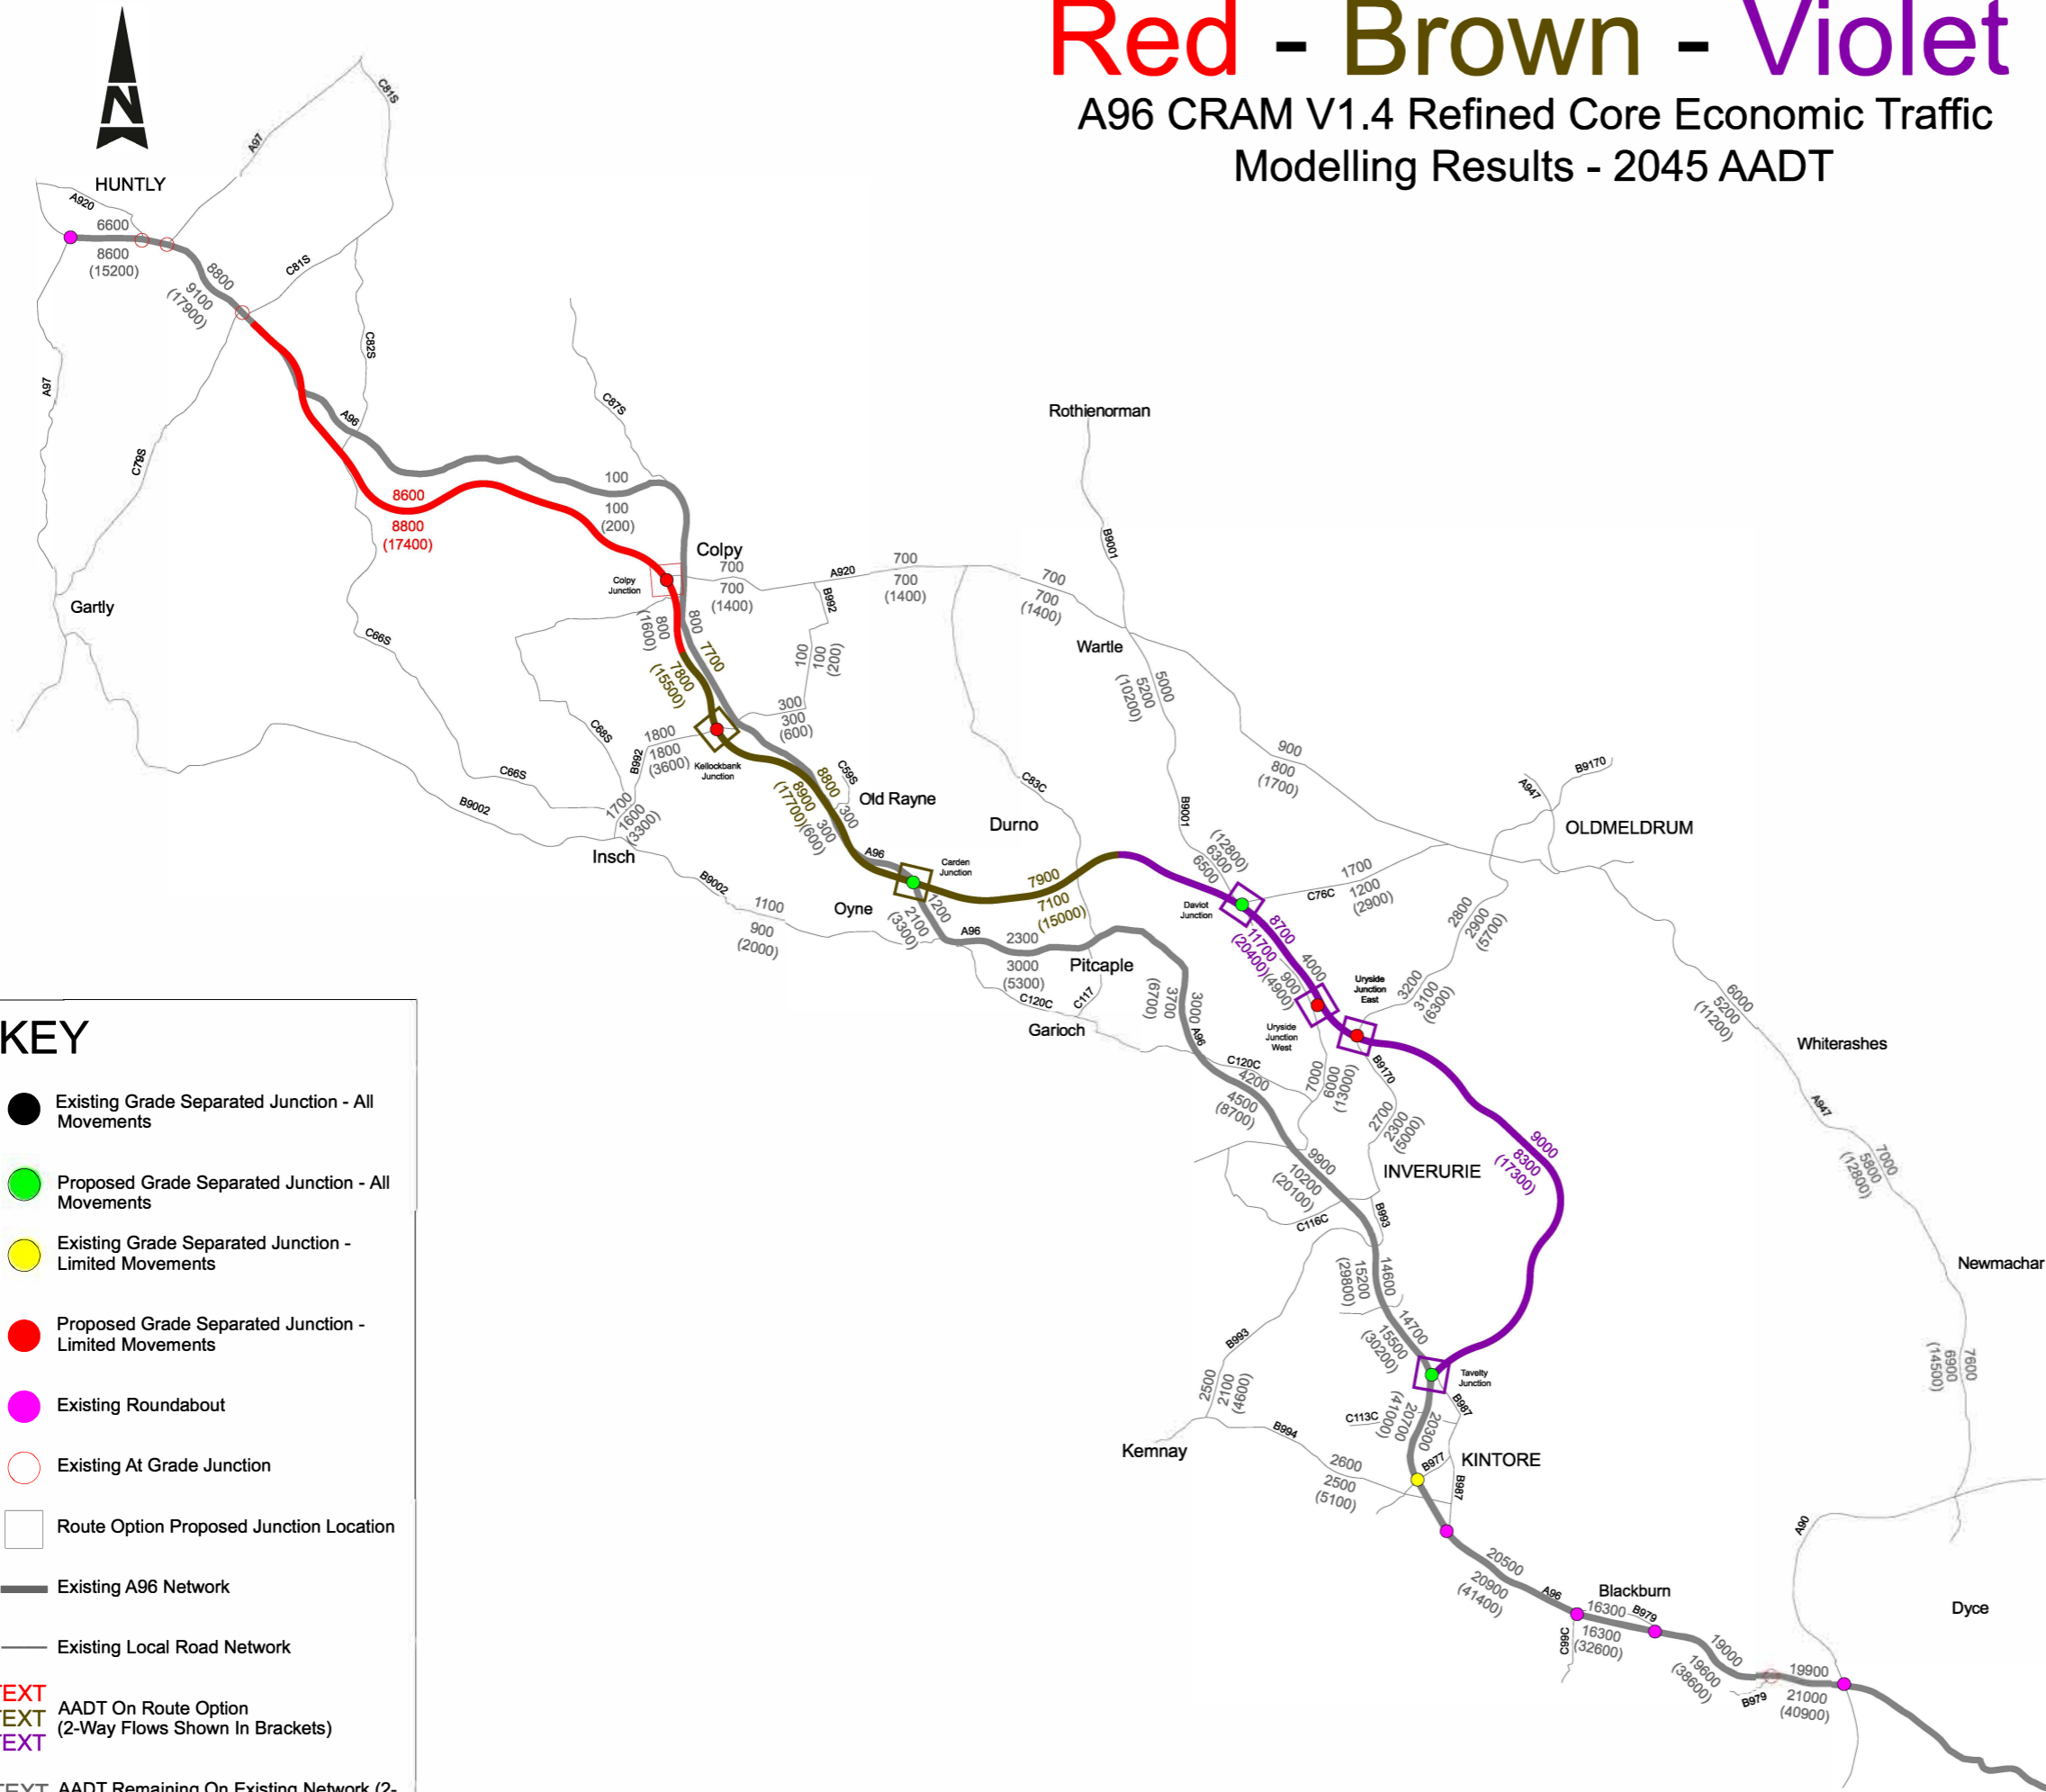 Red - Brown - Violet
A96 CRAM V1.4 Refined Core Economic Traffic
Modelling Results - 2045 AADT
N
C81S
A97
HUNTLY
A920
6600
8600
(15200)
8800
9100
(17900)
C81S
C82S
A97
C79S
A96
C87S
Rothienorman
B9001
100
100
(200)
8600
8800
(17400)
Colpy
700
700
(1400)
A920
700
700
(1400)
700
700
(1400)
Colpy
Junction
B992
Gartly
C66S
800
800
(1600)
7700
7800
(15500)
100
100
(200)
Wartle
5000
5200
(10200)
300
300
(600)
C68S
B992
1800
1800
(3600)
Kellockbank
Junction
C66S
B9002
1700
1600
(3300)
Insch
8800
8900
(17700)
C59S
Old Rayne
300
300
(600)
C83C
Durno
B9001
900
800
(1700)
A947
B9170
OLDMELDRUM
A96
Carden
Junction
B9002
1100
900
(2000)
Oyne
1200
2100
(3300)
7900
7100
(15000)
(12800)
6300
6500
Daviot
Junction
C76C
1700
1200
(2900)
2800
2900
(5700)
A96
2300
3000
(5300)
Pitcaple
C120C
C117
Garioch
8700
11700
(20400)
4000
900
(4900)
Uryside
Junction
East
3200
3100
(6300)
Uryside
Junction
West
3000
3700
(6700)
A96
6000
5200
(11200)
Whiterashes
A947
C120C
4200
4500
(8700)
7000
6000
(13000)
B9170
2700
2300
(5000)
9000
8300
(17300)
7000
5800
(12800)
9900
10200
(20100)
INVERURIE
C116C
B993
14600
15200
(29800)
Newmachar
14700
15500
(30200)
B993
2500
2100
(4600)
Tavelty
Junction
7600
6900
(14500)
B987
C113C
20300
20700
(41000)
Kemnay
B994
B977
KINTORE
2600
2500
(5100)
B987
A90
20500
20900
(41400)
A96
Blackburn
16300
16300
(32600)
B979
C99C
Dyce
19000
19600
(38600)
B979
19900
21000
(40900)
KEY
Existing Grade Separated Junction - All
Movements
Proposed Grade Separated Junction - All
Movements
Existing Grade Separated Junction -
Limited Movements
Proposed Grade Separated Junction -
Limited Movements
Existing Roundabout
Existing At Grade Junction
Route Option Proposed Junction Location
Existing A96 Network
Existing Local Road Network
EXT
EXT
EXT
AADT On Route Option
(2-Way Flows Shown In Brackets)
TEXT AADT Remaining On Existing Network (2-